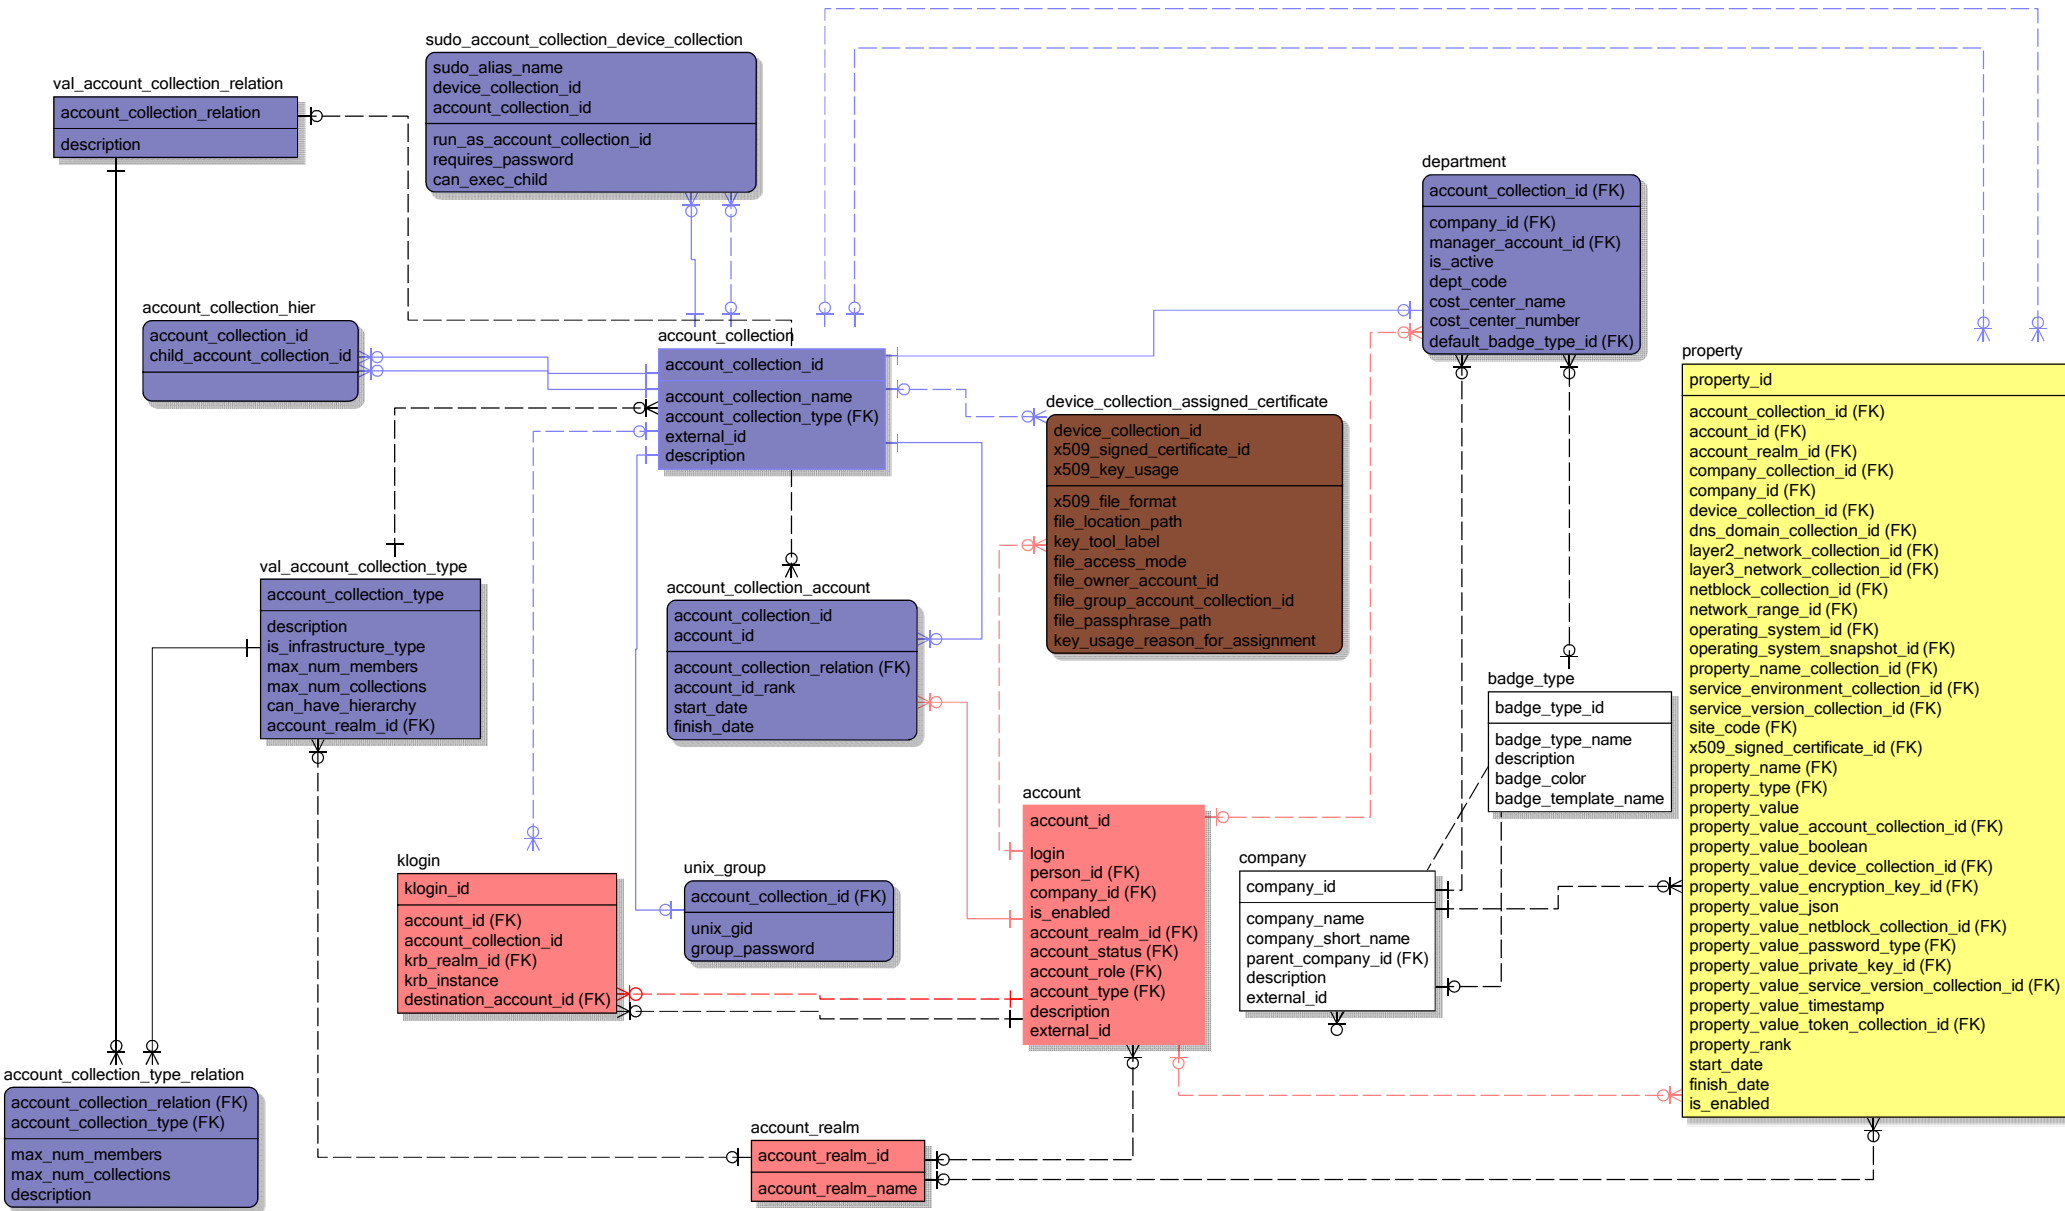 sudo_account_collection_device_collection
sudo_alias_name
device_collection_id
account_collection_id
run_as_account_collection_id
requires_password
can_exec_child
val_account_collection_relation
account_collection_relation
description
department
account_collection_id (FK)
company_id (FK)
manager_account_id (FK)
is_active
dept_code
cost_center_name
cost_center_number
default_badge_type_id (FK)
account_collection_hier
account_collection_id
child_account_collection_id
account_collection
account_collection_id
account_collection_name
account_collection_type (FK)
external_id
description
device_collection_assigned_certificate
device_collection_id
x509_signed_certificate_id
x509_key_usage
x509_file_format
file_location_path
key_tool_label
file_access_mode
file_owner_account_id
file_group_account_collection_id
file_passphrase_path
key_usage_reason_for_assignment
property
property_id
account_collection_id (FK)
account_id (FK)
account_realm_id (FK)
company_collection_id (FK)
company_id (FK)
device_collection_id (FK)
dns_domain_collection_id (FK)
layer2_network_collection_id (FK)
layer3_network_collection_id (FK)
netblock_collection_id (FK)
network_range_id (FK)
operating_system_id (FK)
operating_system_snapshot_id (FK)
property_name_collection_id (FK)
service_environment_collection_id (FK)
service_version_collection_id (FK)
site_code (FK)
x509_signed_certificate_id (FK)
property_name (FK)
property_type (FK)
property_value
property_value_account_collection_id (FK)
property_value_boolean
property_value_device_collection_id (FK)
property_value_encryption_key_id (FK)
property_value_json
property_value_netblock_collection_id (FK)
property_value_password_type (FK)
property_value_private_key_id (FK)
property_value_service_version_collection_id (FK)
property_value_timestamp
property_value_token_collection_id (FK)
property_rank
start_date
finish_date
is_enabled
val_account_collection_type
account_collection_type
description
is_infrastructure_type
max_num_members
max_num_collections
can_have_hierarchy
account_realm_id (FK)
account_collection_account
account_collection_id
account_id
account_collection_relation (FK)
account_id_rank
start_date
finish_date
badge_type
badge_type_id
badge_type_name
description
badge_color
badge_template_name
account
account_id
login
person_id (FK)
company_id (FK)
is_enabled
account_realm_id (FK)
account_status (FK)
account_role (FK)
account_type (FK)
description
external_id
company
company_id
company_name
company_short_name
parent_company_id (FK)
description
external_id
klogin
klogin_id
account_id (FK)
account_collection_id
krb_realm_id (FK)
krb_instance
destination_account_id (FK)
unix_group
account_collection_id (FK)
unix_gid
group_password
account_collection_type_relation
account_collection_relation (FK)
account_collection_type (FK)
max_num_members
max_num_collections
description
account_realm
account_realm_id
account_realm_name